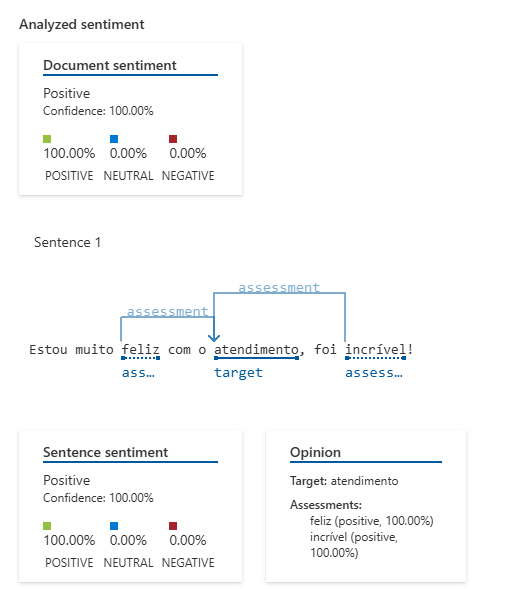 Analyzed sentiment
Document sentiment
Positive
Confidence: 100.00%
100.00% 0.00% 0.00%
POSITIVE NEUTRAL NEGATIVE
Sentence 1
assessment
assessment
Estou muito feliz com o atendimento, foi incrível!
ass… target assess…
Sentence sentiment
Positive
Confidence: 100.00%
100.00% 0.00% 0.00%
POSITIVE NEUTRAL NEGATIVE
Opinion
Target: atendimento
Assessments:
feliz (positive, 100.00%)
incrível (positive,
100.00%)